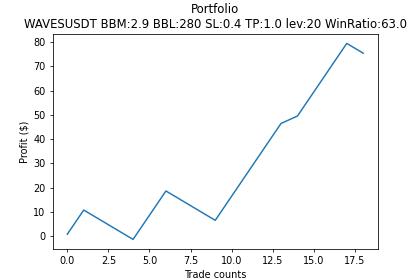 Portfolio
WAVESUSDT BBM:2.9 BBL:280 SL:0.4 TP:1.0 lev:20 WinRatio:63.0
80
70
60
50
40
30
20
10
0
Profit ($)
0.0 2.5 5.0 7.5 10.0 12.5 15.0 17.5
Trade counts